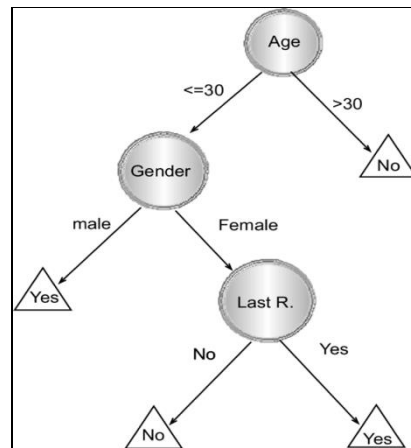 Age
<=30
>30
Gender
No
male
Female
Yes
Last R.
No
Yes
No
Yes